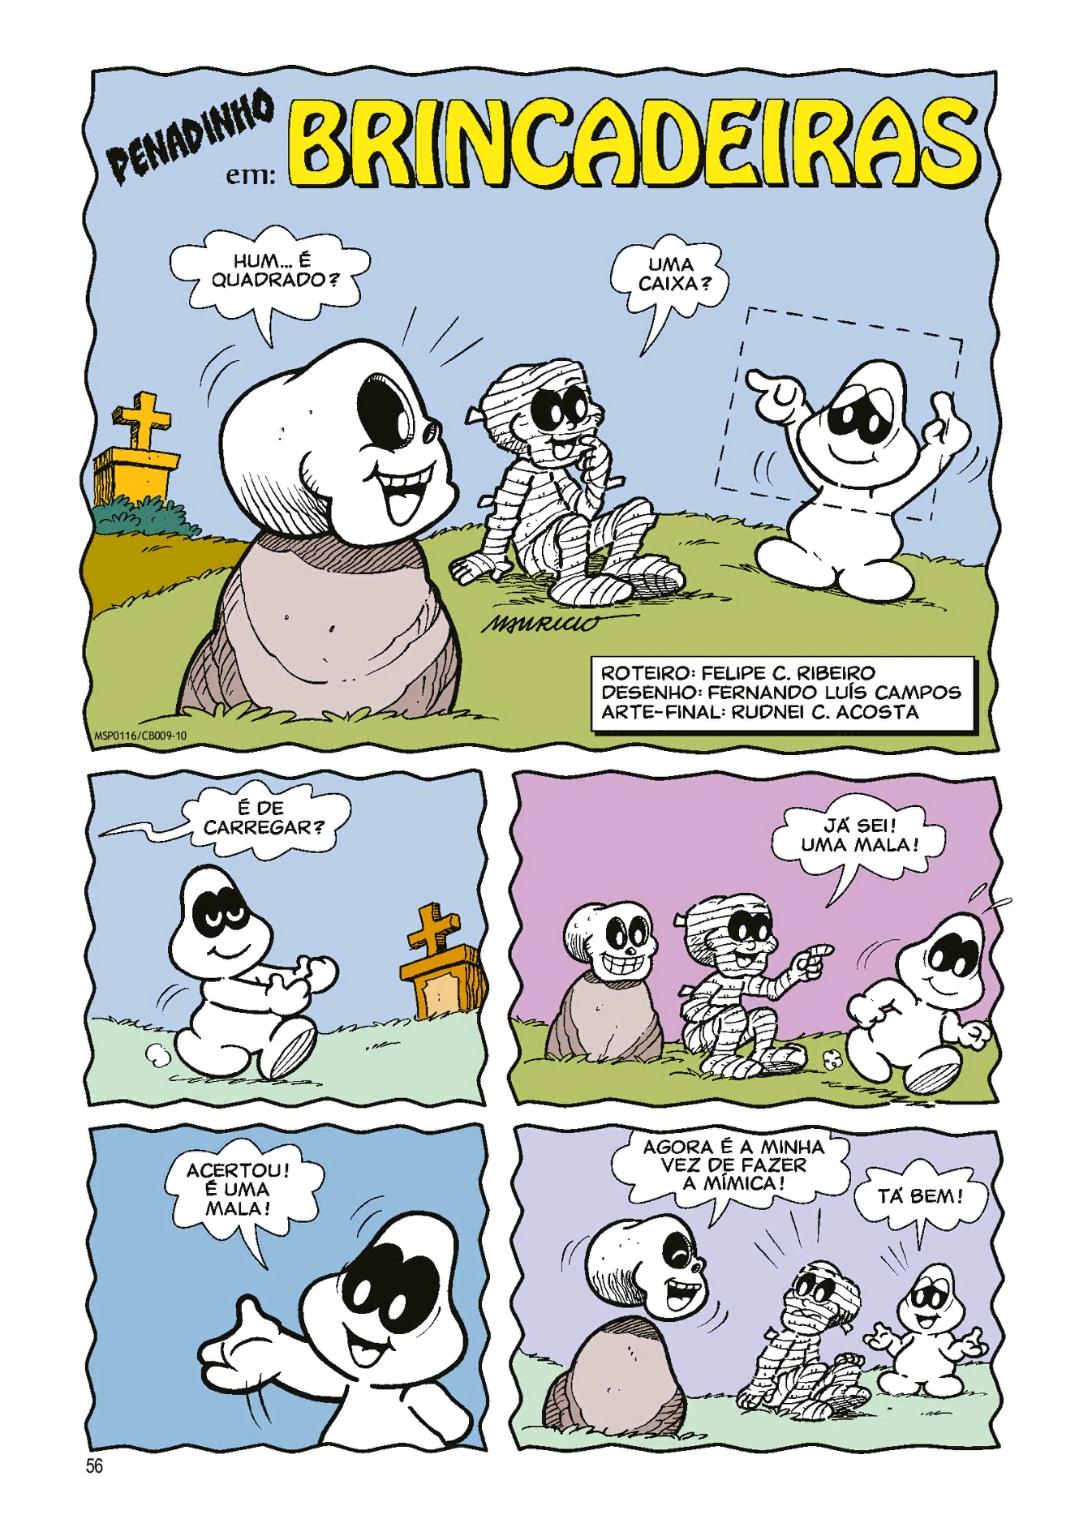 PENADINHO
em:
BRINCADEIRAS
HUM... É
QUADRADO?
UMA
CAIXA?
MAURICIO
ROTEIRO: FELIPE C. RIBEIRO
DESENHO: FERNANDO LUÍS CAMPOS
ARTE-FINAL: RUDNEI C. ACOSTA
MSP0116/CB009-10
É DE
CARREGAR?
JÁ SEI!
UMA MALA!
ACERTOU!
É UMA
MALA!
AGORA É A MINHA
VEZ DE FAZER
A MÍMICA!
TÁ BEM!
56